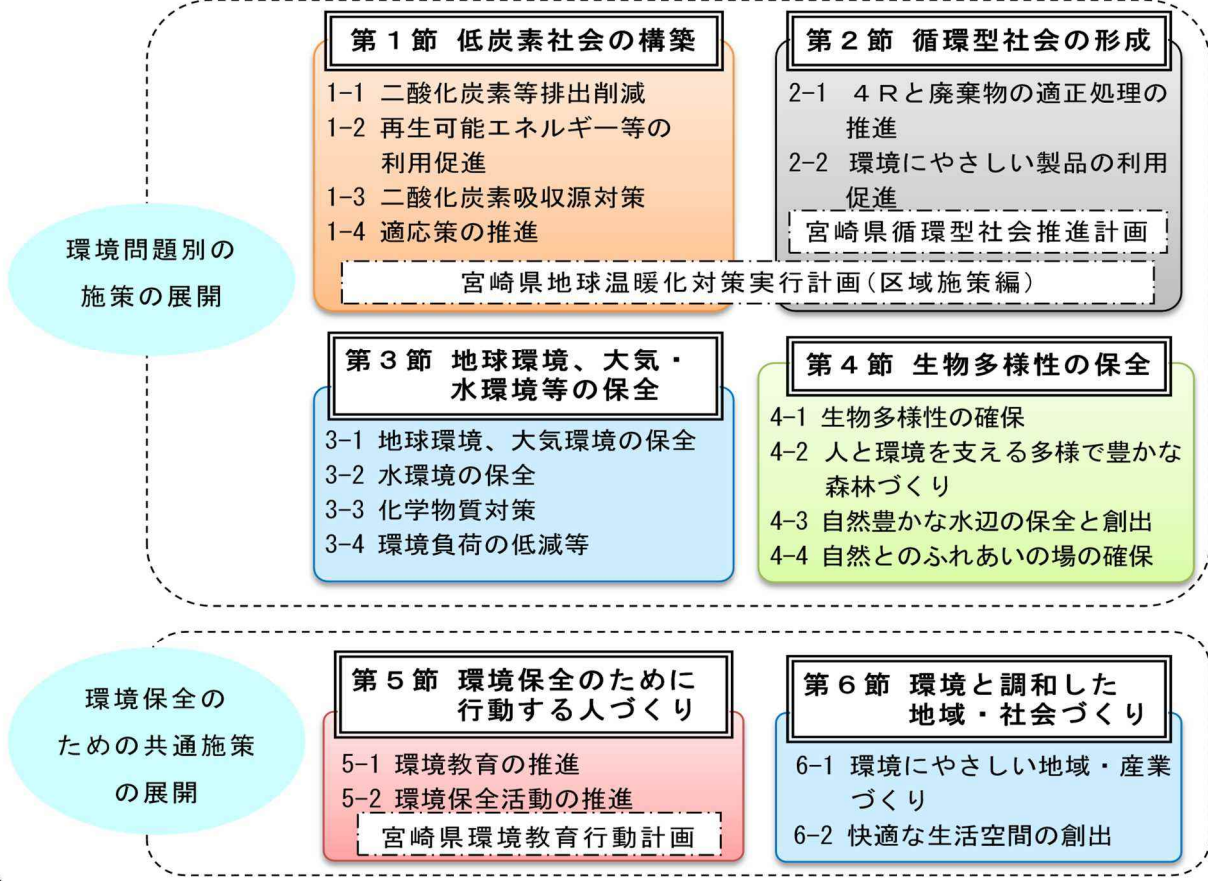 環境問題別の
施策の展開
第１節 低炭素社会の構築
1-1 二酸化炭素等排出削減
1-2 再生可能エネルギー等の
利用促進
1-3 二酸化炭素吸収源対策
1-4 適応策の推進
第２節 循環型社会の形成
2-1 ４Ｒと廃棄物の適正処理の
推進
2-2 環境にやさしい製品の利用
促進
宮崎県循環型社会推進計画
宮崎県地球温暖化対策実行計画(区域施策編)
第３節 地球環境、大気・
水環境等の保全
3-1 地球環境、大気環境の保全
3-2 水環境の保全
3-3 化学物質対策
3-4 環境負荷の低減等
第４節 生物多様性の保全
4-1 生物多様性の確保
4-2 人と環境を支える多様で豊かな
森林づくり
4-3 自然豊かな水辺の保全と創出
4-4 自然とのふれあいの場の確保
環境保全の
ための共通施策
の展開
第５節 環境保全のために
行動する人づくり
5-1 環境教育の推進
5-2 環境保全活動の推進
宮崎県環境教育行動計画
第６節 環境と調和した
地域・社会づくり
6-1 環境にやさしい地域・産業
づくり
6-2 快適な生活空間の創出